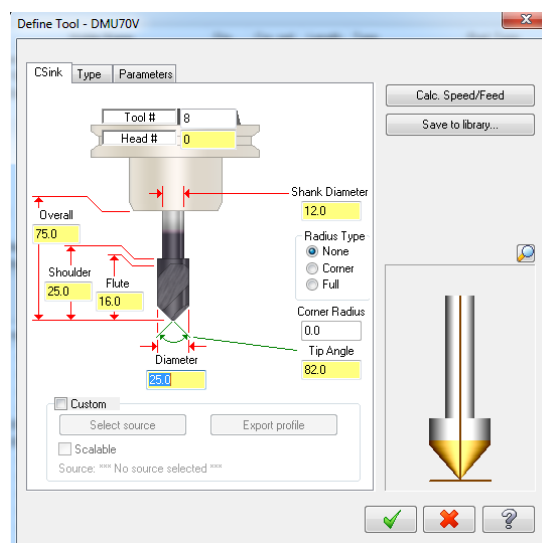 Define Tool - DMU70V
CSink Type Parameters
Calc. Speed/Feed
Save to library...
Tool # 8
Head # 0
Shank Diameter
12.0
Overall
75.0
Radius Type
None
Corner
Full
Shoulder
25.0
Flute
16.0
Corner Radius
0.0
Tip Angle
82.0
Diameter
25.0
Custom
Select source Export profile
Scalable
Source: *** No source selected ***